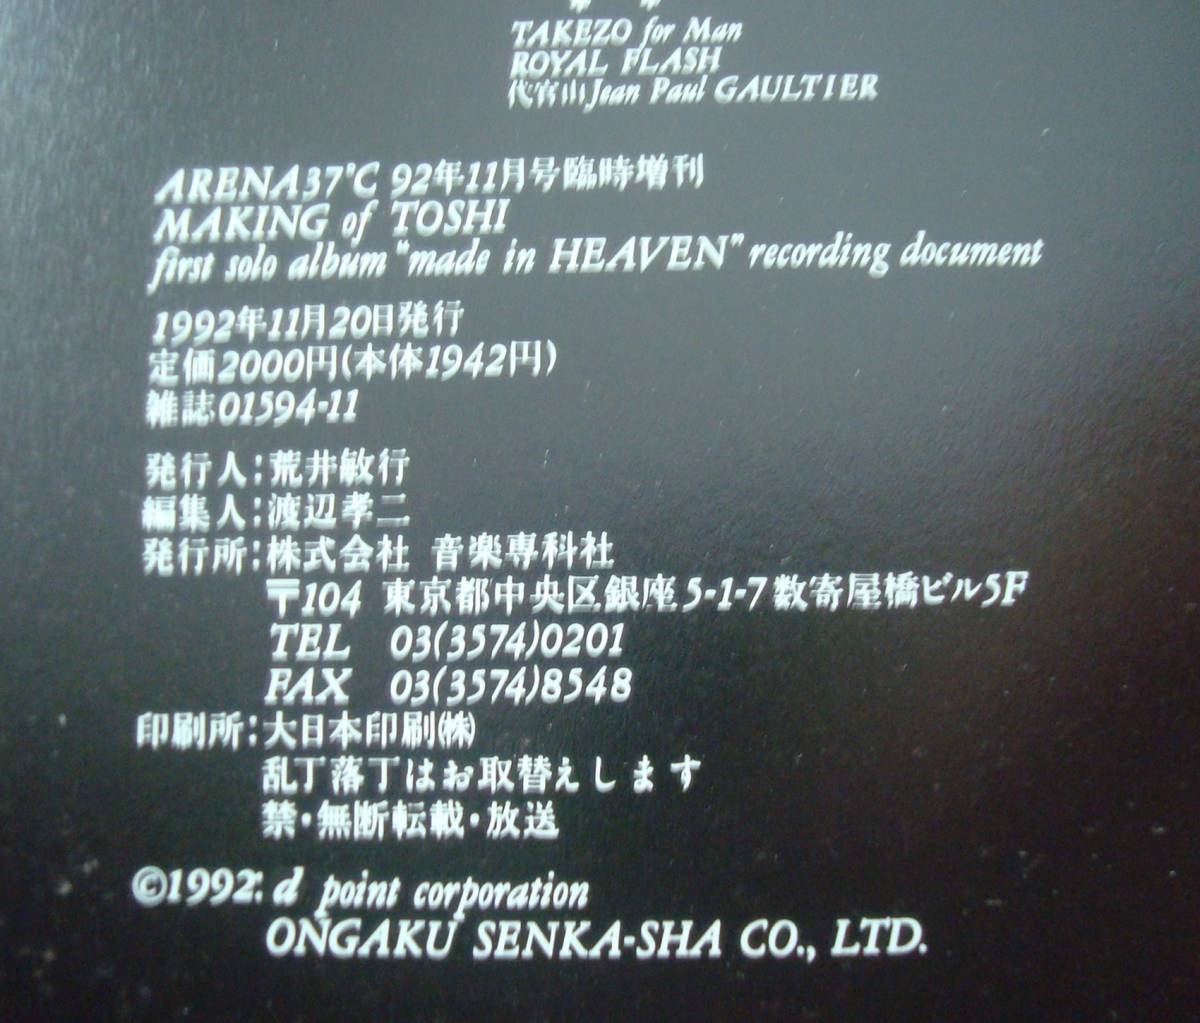 TAKEZO for Man
ROYAL FLASH
代官山Jean Paul GAULTIER
ARENA37°C 92年11月号臨時増刊
MAKING of TOSHI
first solo album "made in HEAVEN" recording document
1992年11月20日発行
定価2000円(本体1942円)
雑誌01594-11
発行人:荒井敏行
編集人:渡辺孝二
発行所:株式会社 音楽専科社
〒104 東京都中央区銀座5-1-7数寄屋橋ビル5F
TEL 03(3574)0201
FAX 03(3574)8548
印刷所:大日本印刷㈱
乱丁落丁はお取替えします
禁・無断転載・放送
©1992: d point corporation
ONGAKU SENKA-SHA CO., LTD.